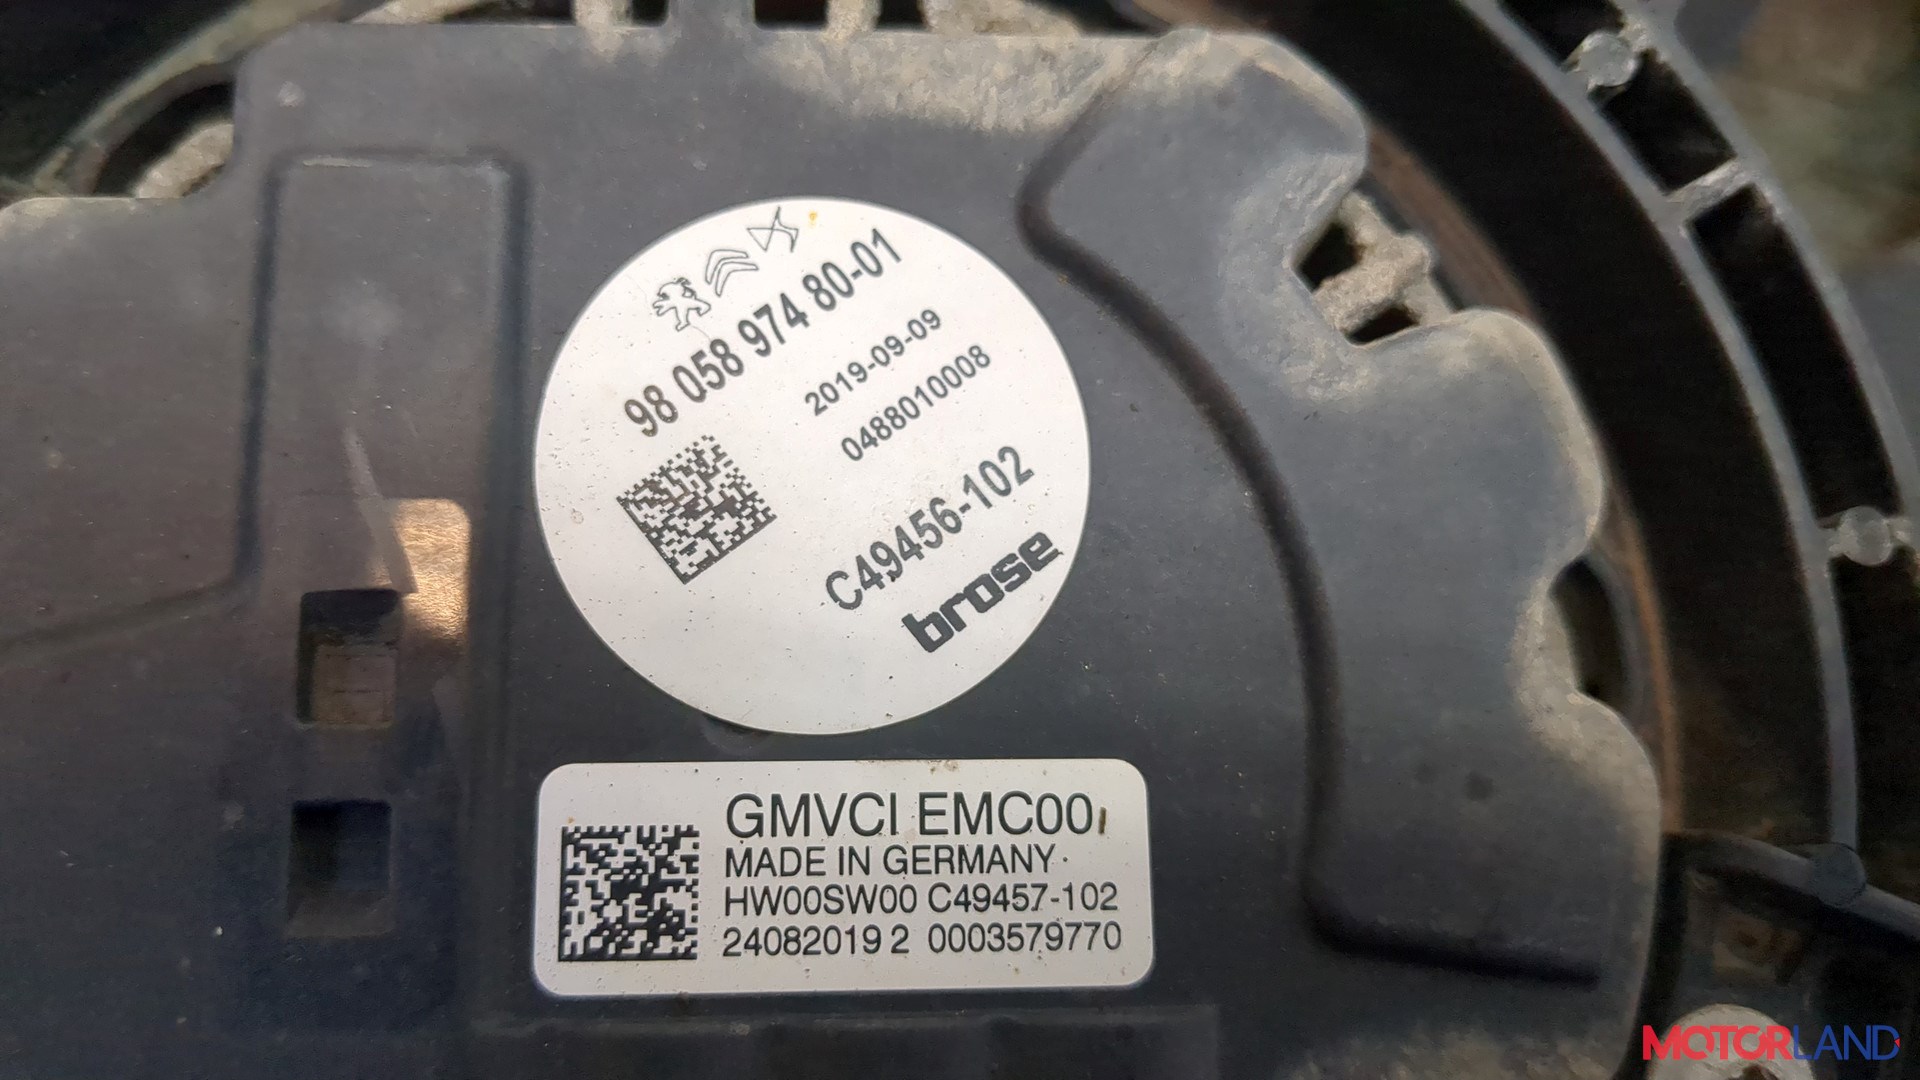 98 058 974 80-01
2019-09-09
0488010008
C49456-102
brose
GMVCI EMC00
MADE IN GERMANY
HW00SW00 C49457-102
24082019 2 0003579770
MOTORLAND